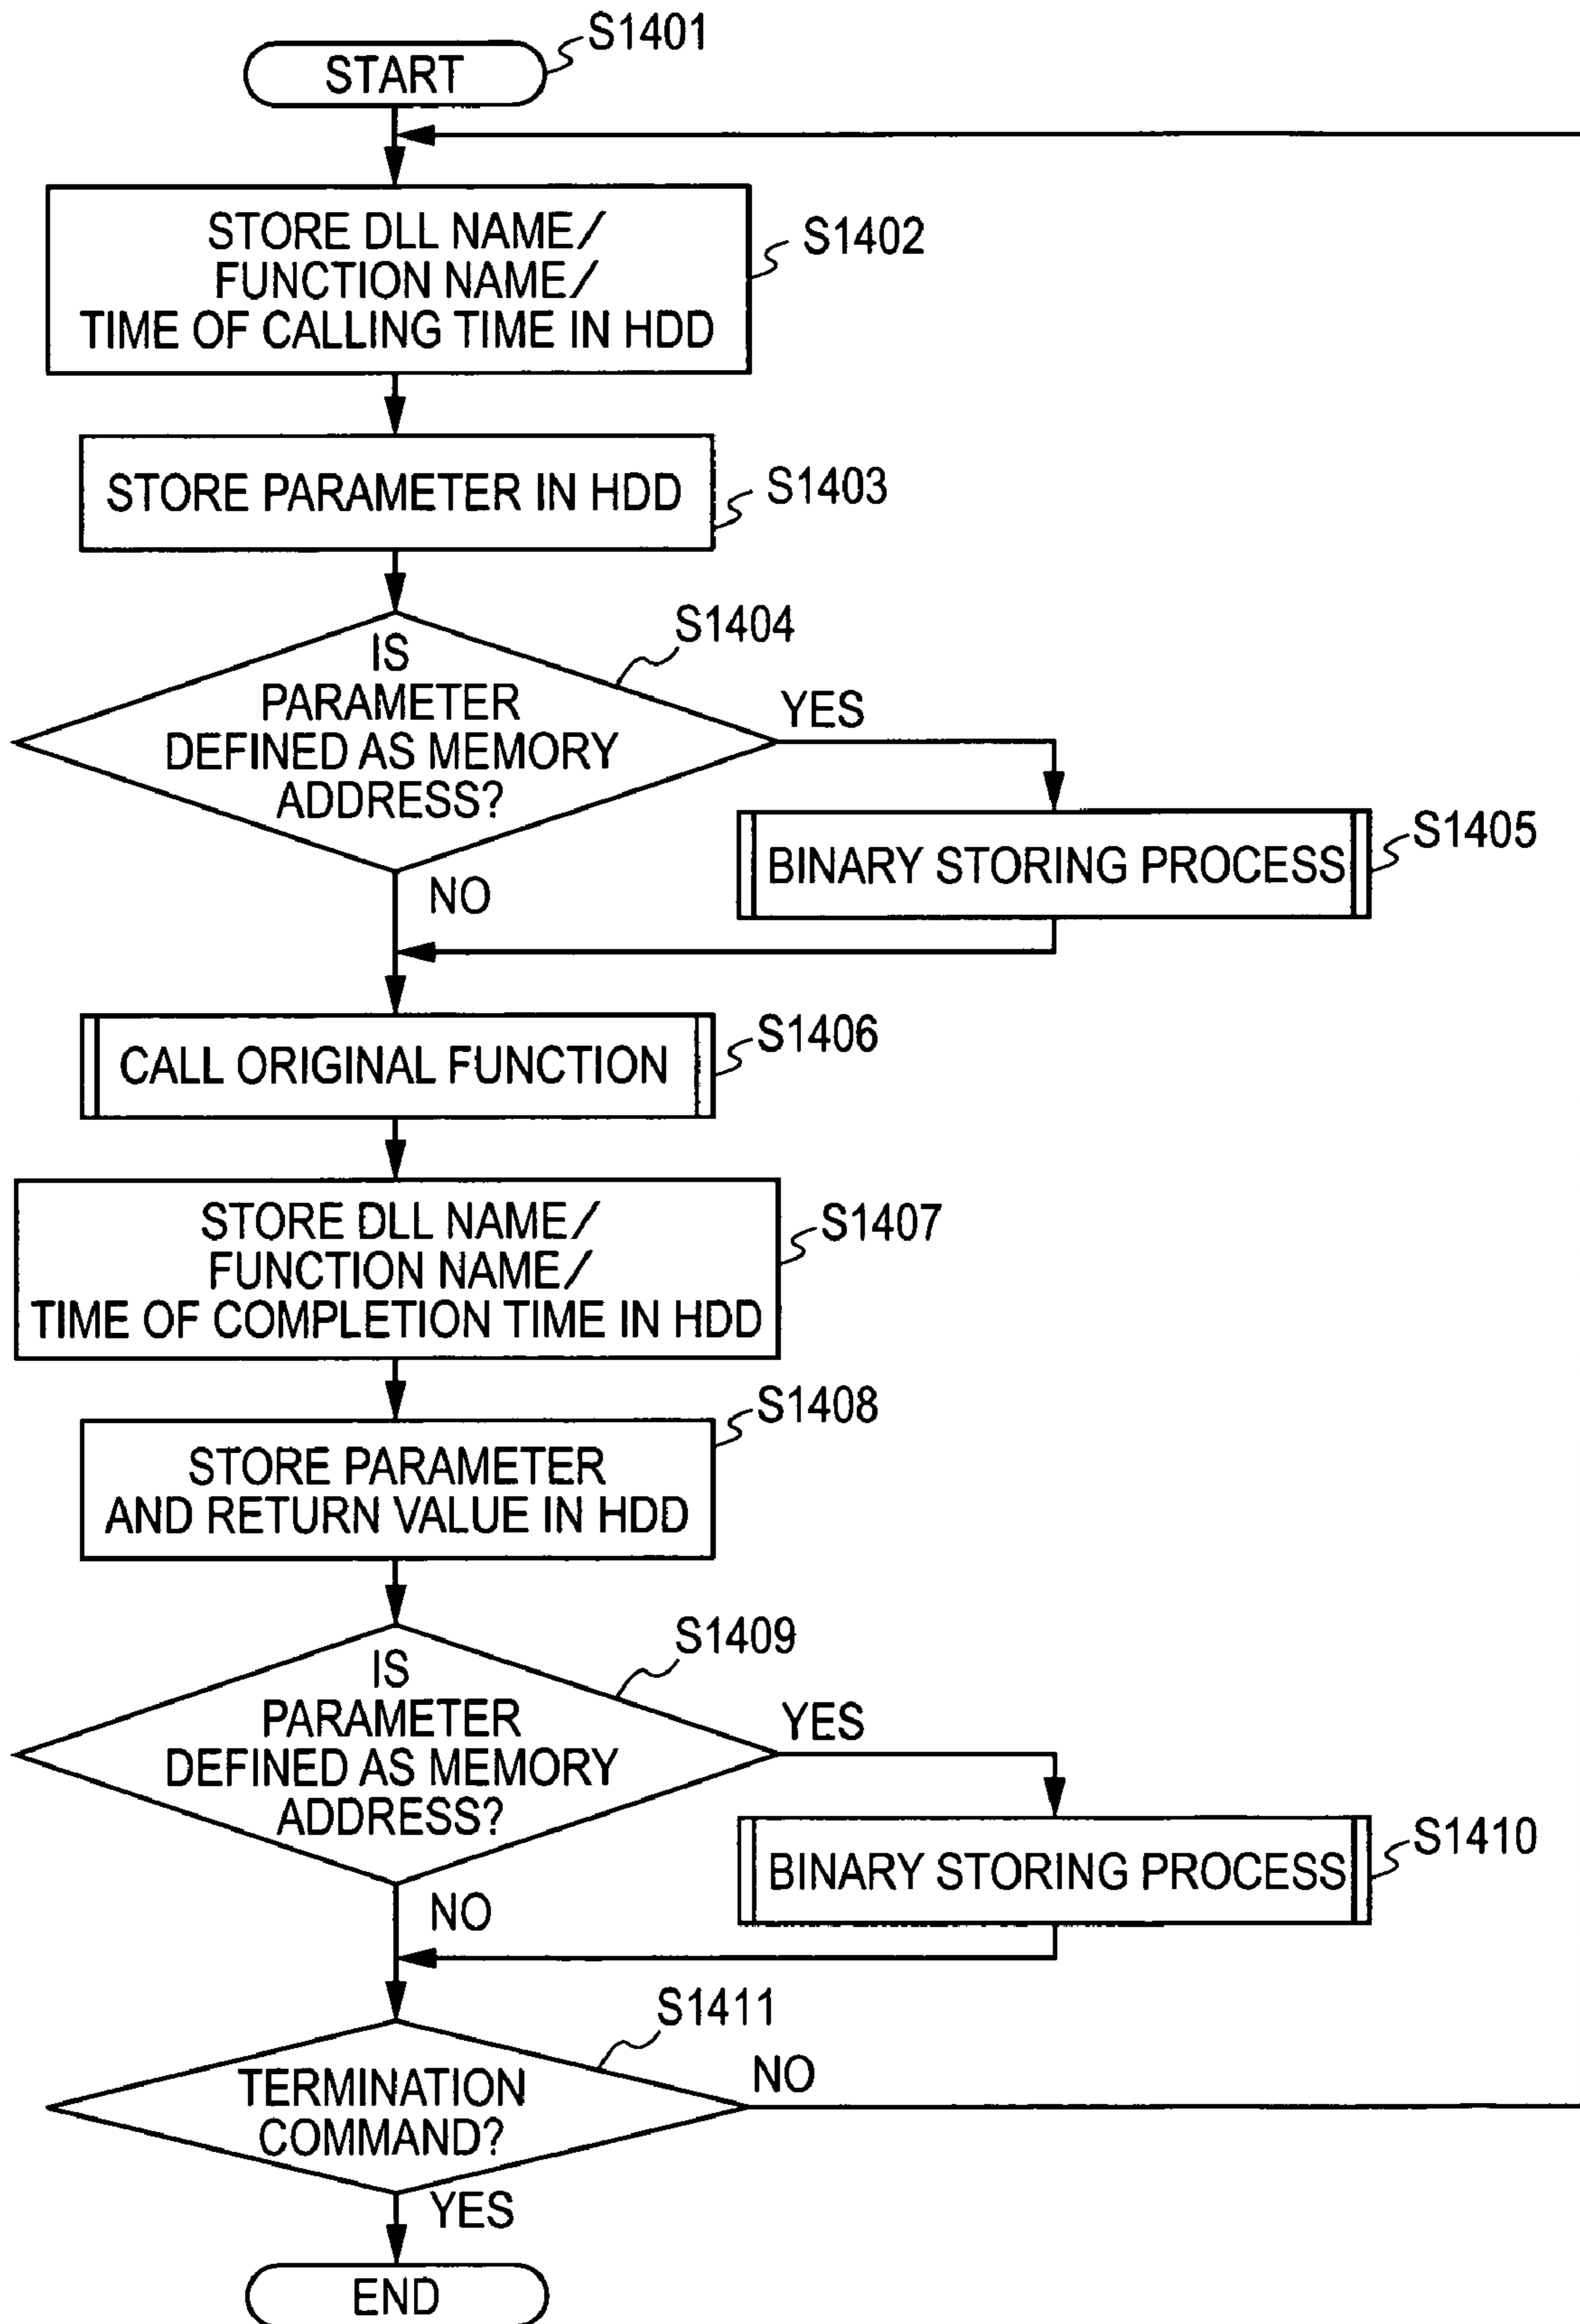 START
S1401
STORE DLL NAME/
FUNCTION NAME/
TIME OF CALLING TIME IN HDD
S1402
STORE PARAMETER IN HDD
S1403
IS
PARAMETER
DEFINED AS MEMORY
ADDRESS?
S1404
YES
NO
BINARY STORING PROCESS
S1405
CALL ORIGINAL FUNCTION
S1406
STORE DLL NAME/
FUNCTION NAME/
TIME OF COMPLETION TIME IN HDD
S1407
STORE PARAMETER
AND RETURN VALUE IN HDD
S1408
IS
PARAMETER
DEFINED AS MEMORY
ADDRESS?
S1409
YES
NO
BINARY STORING PROCESS
S1410
TERMINATION
COMMAND?
S1411
NO
YES
END